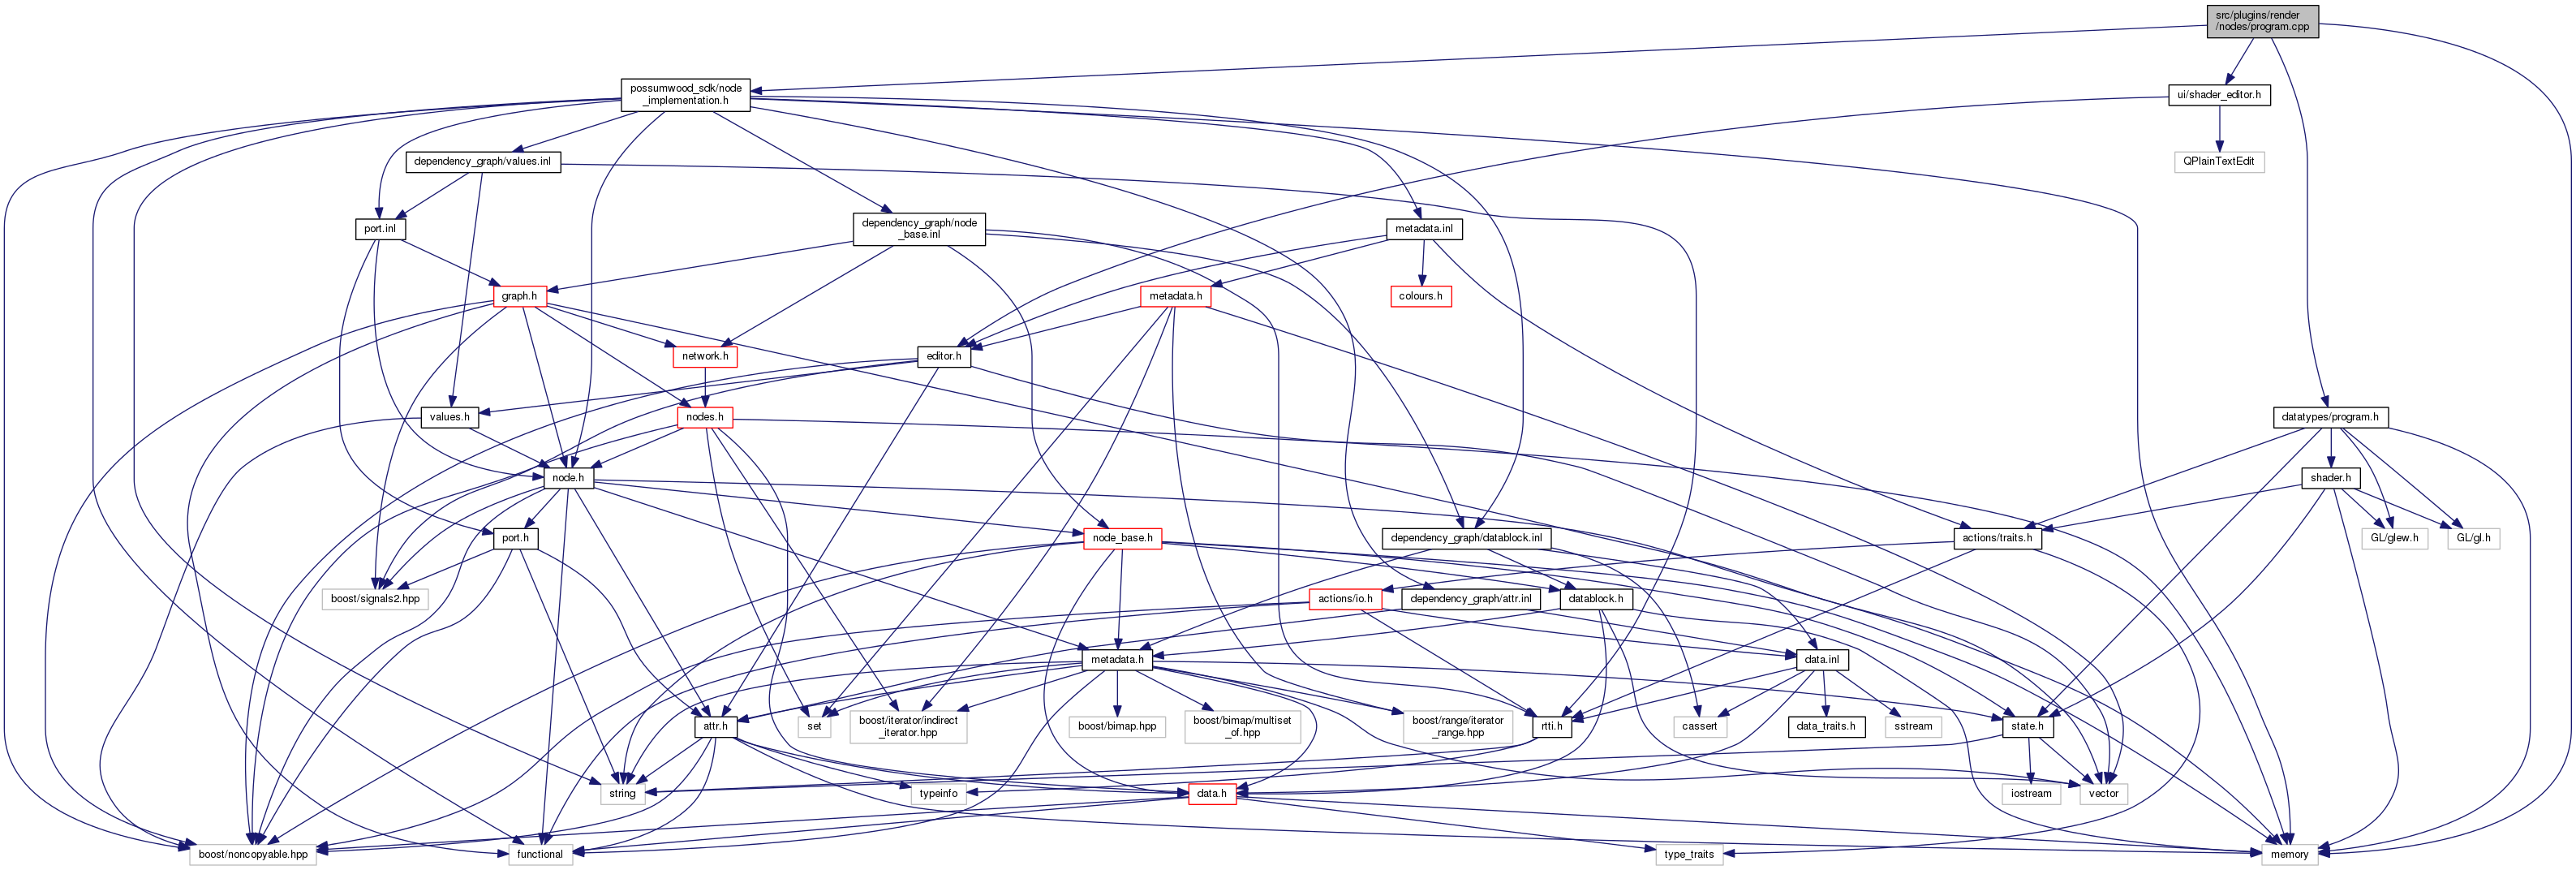 src/plugins/render
/nodes/program.cpp
possumwood_sdk/node
_implementation.h
ui/shader_editor.h
dependency_graph/values.inl
QPlainTextEdit
port.inl
dependency_graph/node
_base.inl
metadata.inl
graph.h
metadata.h
colours.h
network.h
editor.h
values.h
nodes.h
datatypes/program.h
node.h
shader.h
port.h
node_base.h
dependency_graph/datablock.inl
actions/traits.h
GL/glew.h
GL/gl.h
boost/signals2.hpp
actions/io.h
dependency_graph/attr.inl
datablock.h
metadata.h
data.inl
attr.h
set
boost/iterator/indirect
_iterator.hpp
boost/bimap.hpp
boost/bimap/multiset
_of.hpp
boost/range/iterator
_range.hpp
rtti.h
cassert
data_traits.h
sstream
state.h
string
typeinfo
data.h
iostream
vector
boost/noncopyable.hpp
functional
type_traits
memory